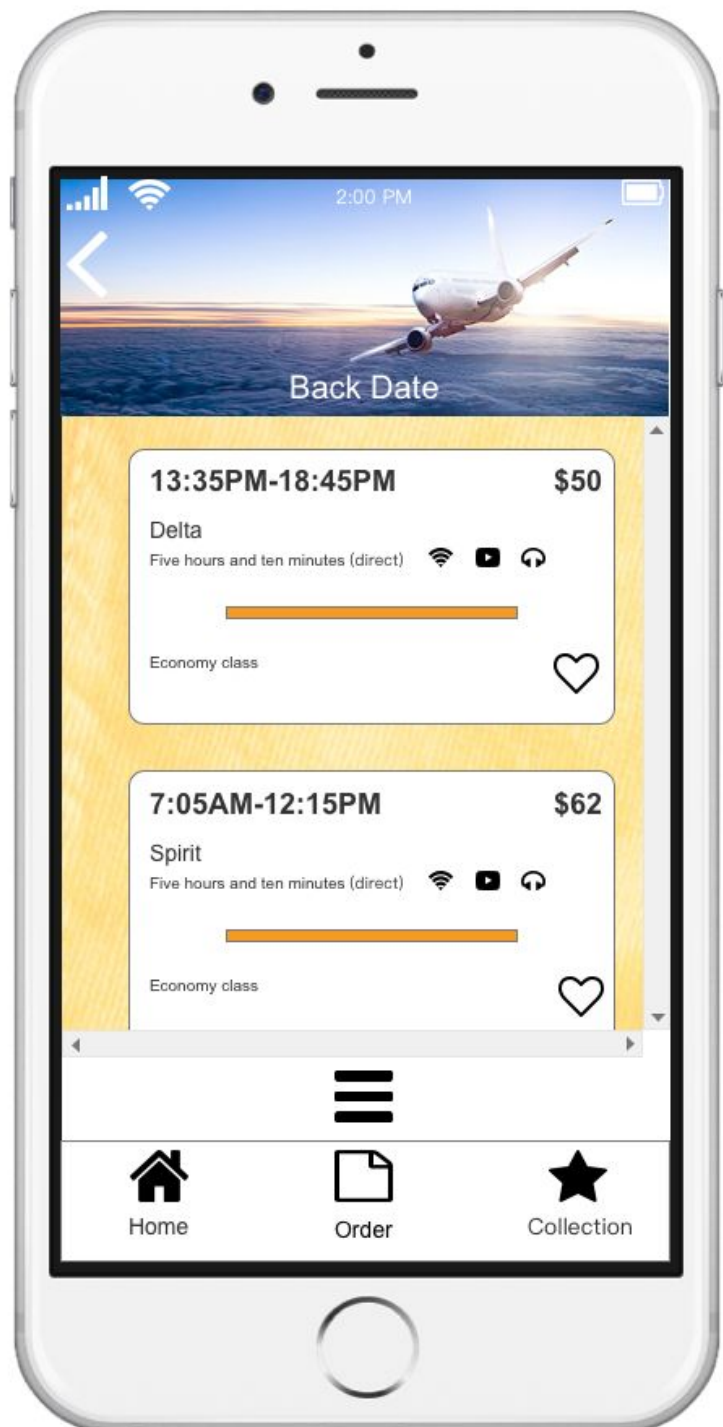 2:00 PM
Back Date
13:35PM-18:45PM $50
Delta
Five hours and ten minutes (direct)
Economy class
7:05AM-12:15PM $62
Spirit
Five hours and ten minutes (direct)
Economy class
Home Order Collection